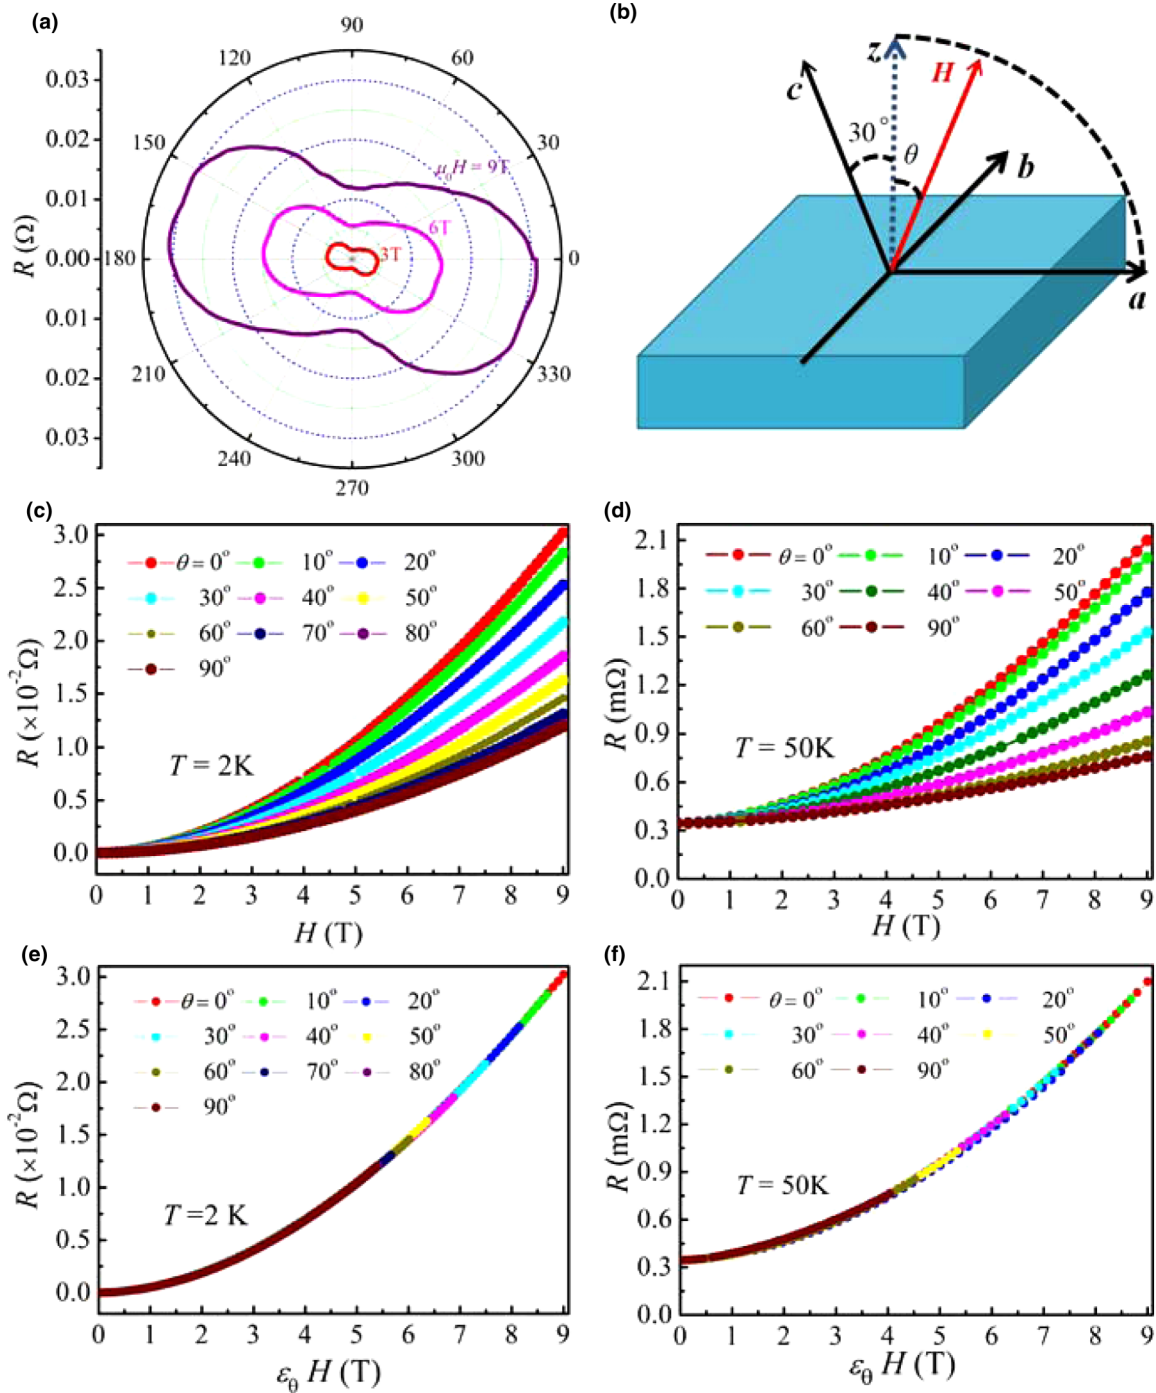 (a)
90
120
60
0.03
0.02
150
30
μ₀H = 9T
0.01
6T
R (Ω)
0.00
180
3T
0
0.01
210
330
0.02
0.03
240
300
270
(b)
z
H
c
30°
θ
b
a
(c)
3.0
θ = 0° 10° 20°
2.5
30° 40° 50°
2.0
60° 70° 80°
90°
1.5
R (×10⁻²Ω)
1.0
T = 2K
0.5
0.0
0 1 2 3 4 5 6 7 8 9
H (T)
(d)
2.1
θ = 0° 10° 20°
1.8
30° 40° 50°
1.5
60° 90°
1.2
R (mΩ)
0.9
T = 50K
0.6
0.3
0.0
0 1 2 3 4 5 6 7 8 9
H (T)
(e)
3.0
θ = 0° 10° 20°
2.5
30° 40° 50°
60° 70° 80°
2.0
90°
1.5
R (×10⁻²Ω)
1.0
T =2 K
0.5
0.0
0 1 2 3 4 5 6 7 8 9
εθ H (T)
(f)
2.1
θ = 0° 10° 20°
1.8
30° 40° 50°
1.5
60° 90°
1.2
R (mΩ)
0.9
T = 50K
0.6
0.3
0.0
0 1 2 3 4 5 6 7 8 9
εθ H (T)